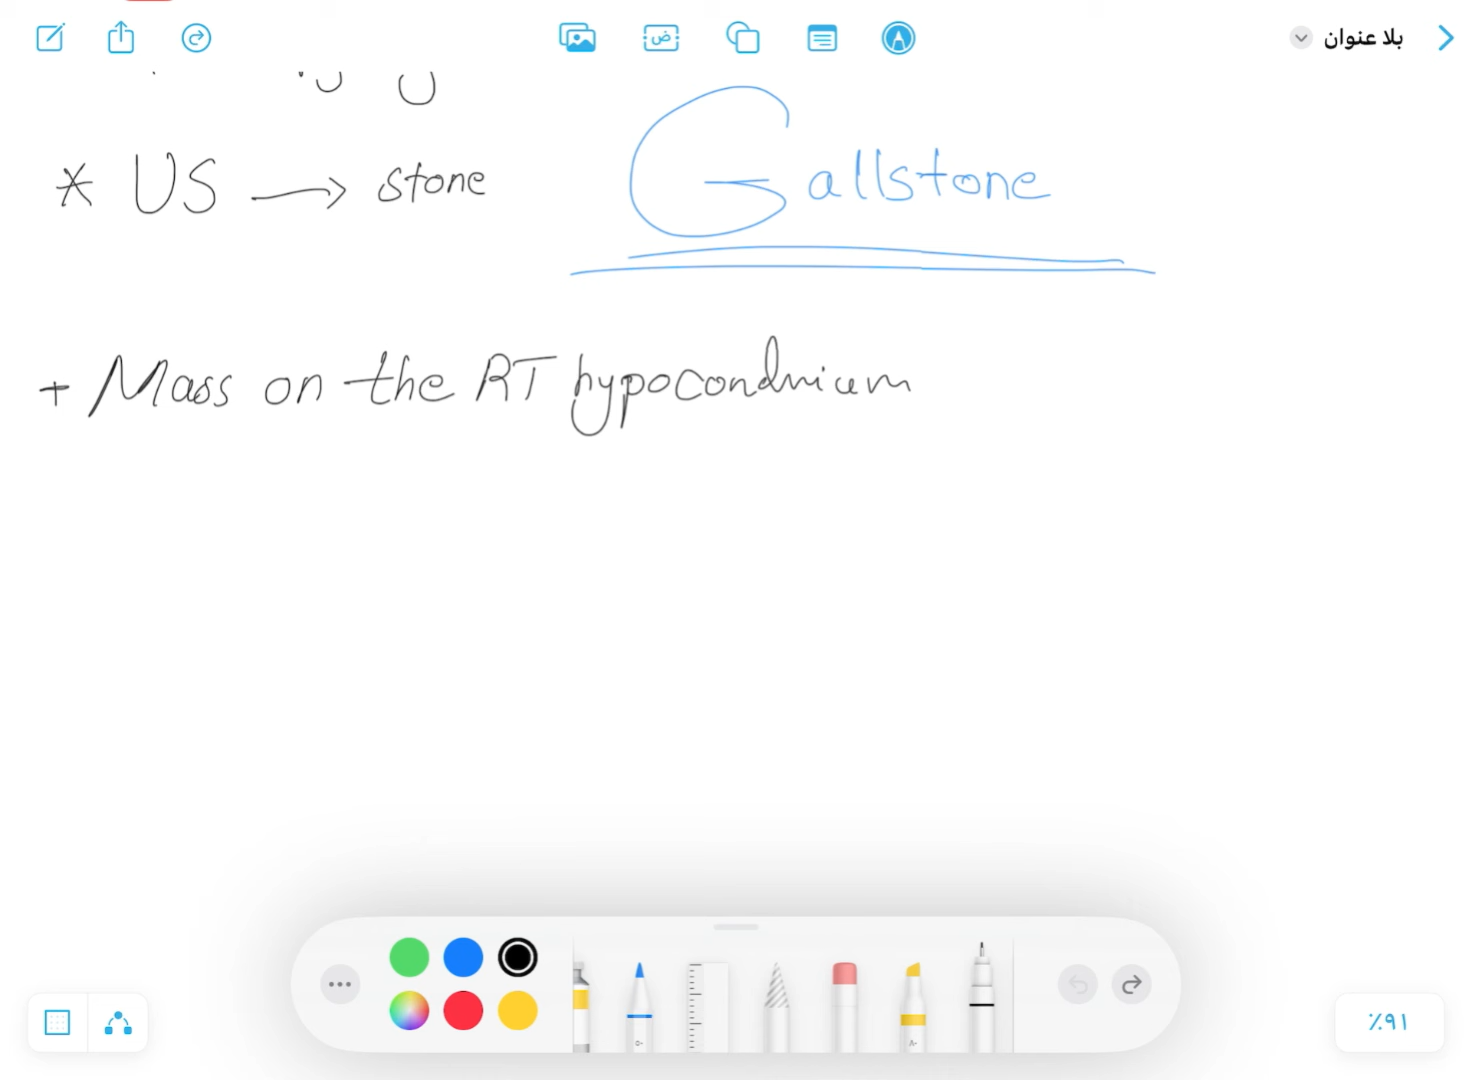 بلا عنوان
* US → stone
Gallstone
+ Mass on the RT hypocondrium
٪٩١